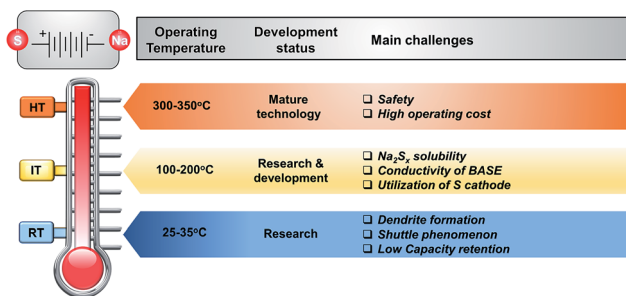 S + - Na
Operating Temperature
Development status
Main challenges
HT
300-350°C
Mature technology
❑ Safety
❑ High operating cost
IT
100-200°C
Research & development
❑ Na₂Sₓ solubility
❑ Conductivity of BASE
❑ Utilization of S cathode
RT
25-35°C
Research
❑ Dendrite formation
❑ Shuttle phenomenon
❑ Low Capacity retention